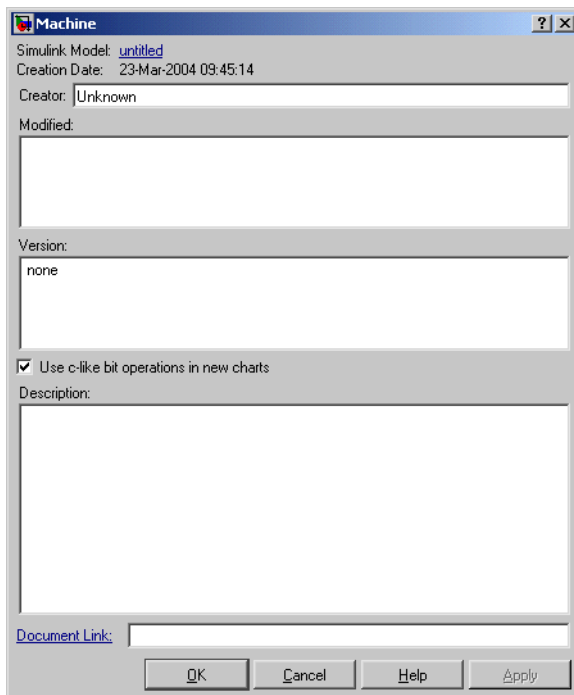 Machine
Simulink Model: untitled
Creation Date: 23-Mar-2004 09:45:14
Creator: Unknown
Modified:
Version:
none
Use c-like bit operations in new charts
Description:
Document Link:
OK Cancel Help Apply